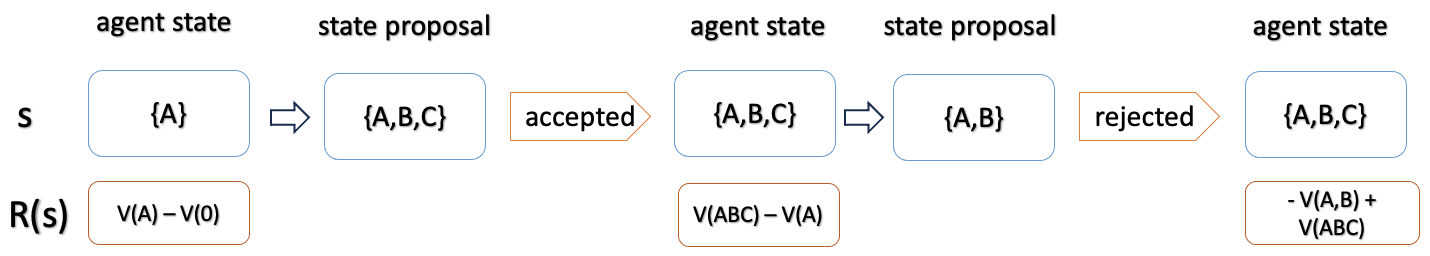 agent state
state proposal
agent state
state proposal
agent state
s
{A}
{A,B,C}
accepted
{A,B,C}
{A,B}
rejected
{A,B,C}
R(s)
V(A) – V(0)
V(ABC) – V(A)
- V(A,B) +
V(ABC)